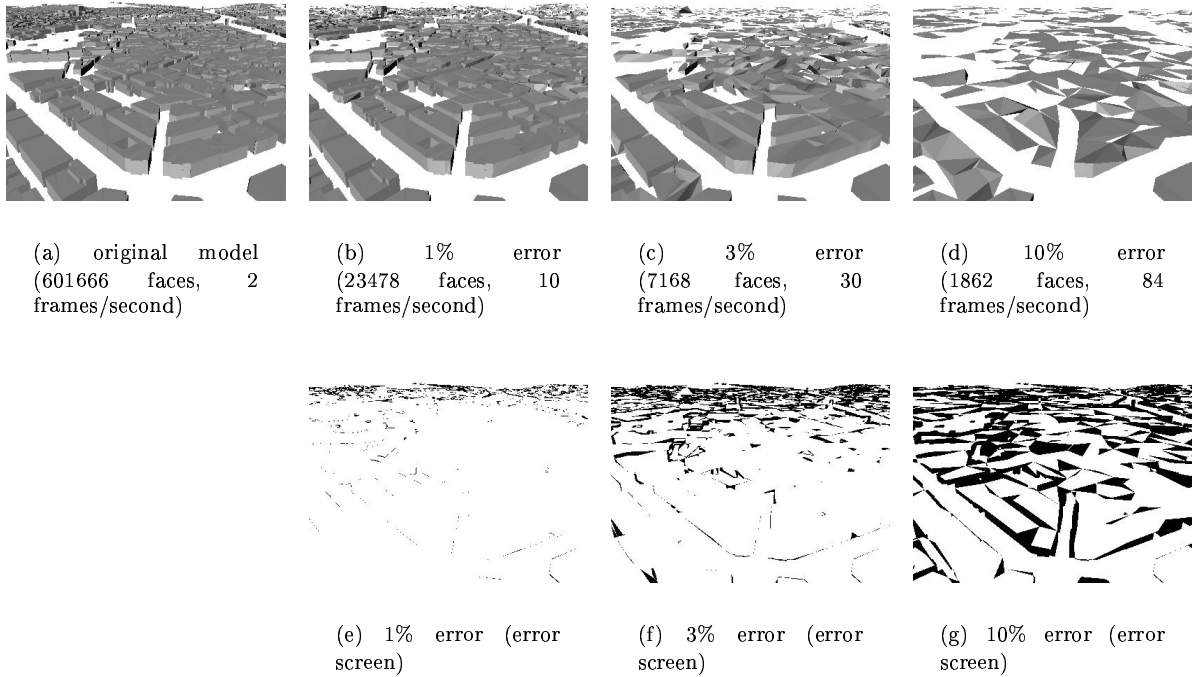 (a) original model
(601666 faces, 2
frames/second)
(b) 1% error
(23478 faces, 10
frames/second)
(c) 3% error
(7168 faces, 30
frames/second)
(d) 10% error
(1862 faces, 84
frames/second)
(e) 1% error (error
screen)
(f) 3% error (error
screen)
(g) 10% error (error
screen)